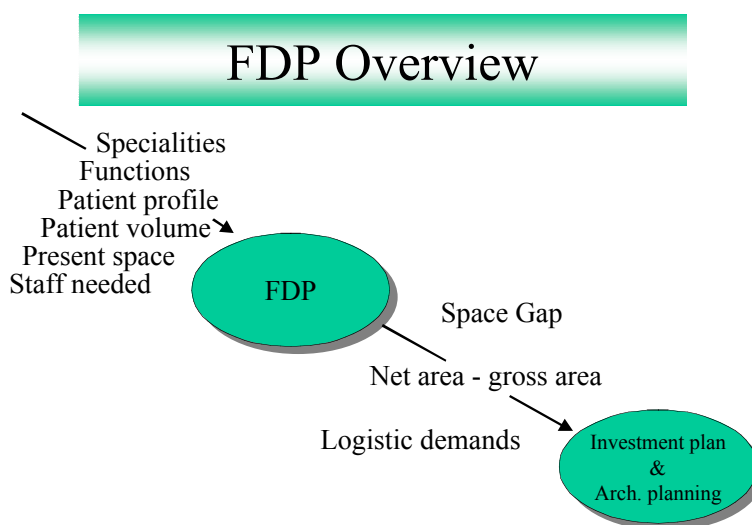 FDP Overview
Specialities
Functions
Patient profile
Patient volume
Present space
Staff needed
FDP
Space Gap
Net area - gross area
Logistic demands
Investment plan
&
Arch. planning